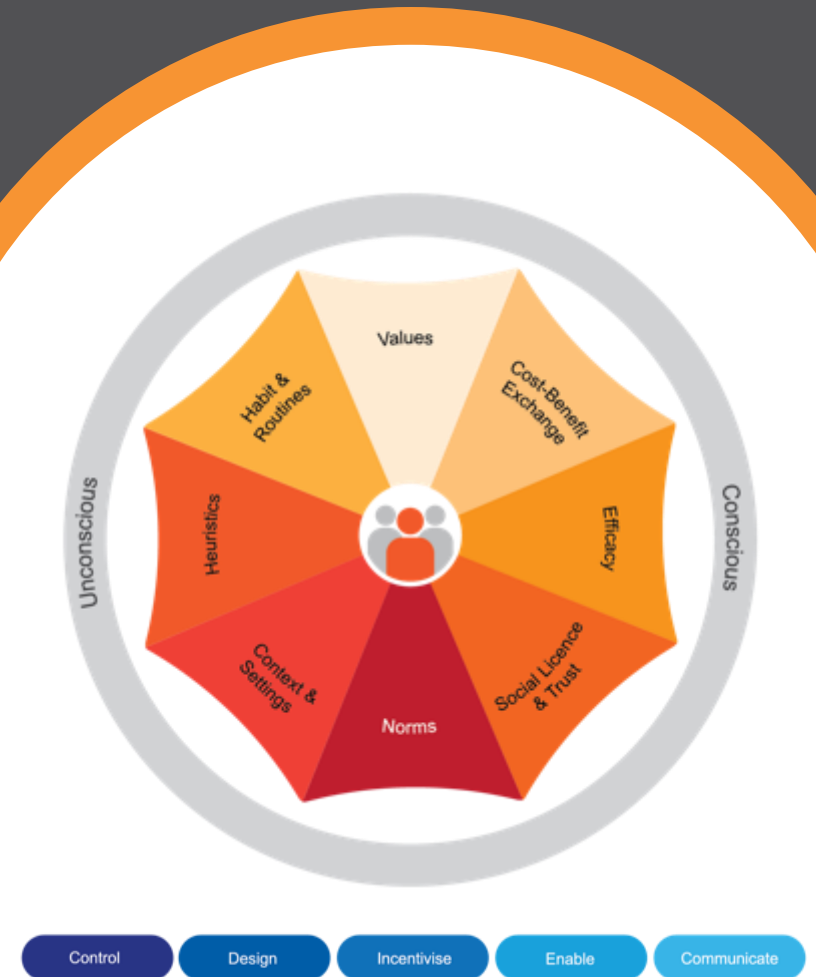 Values
Cost-Benefit
Exchange
Efficacy
Social Licence
& Trust
Norms
Context &
Settings
Heuristics
Habit &
Routines
Unconscious
Conscious
Control
Design
Incentivise
Enable
Communicate